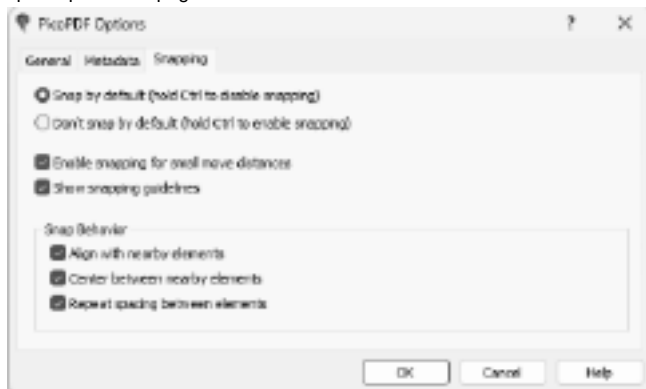 PicoPDF Options
General Metadata Snapping
Snap by default (hold Ctrl to disable snapping)
Don't snap by default (hold Ctrl to enable snapping)
Enable snapping for small move distances
Show snapping guidelines
Snap Behavior
Align with nearby elements
Center between nearby elements
Repeat spacing between elements
OK Cancel Help